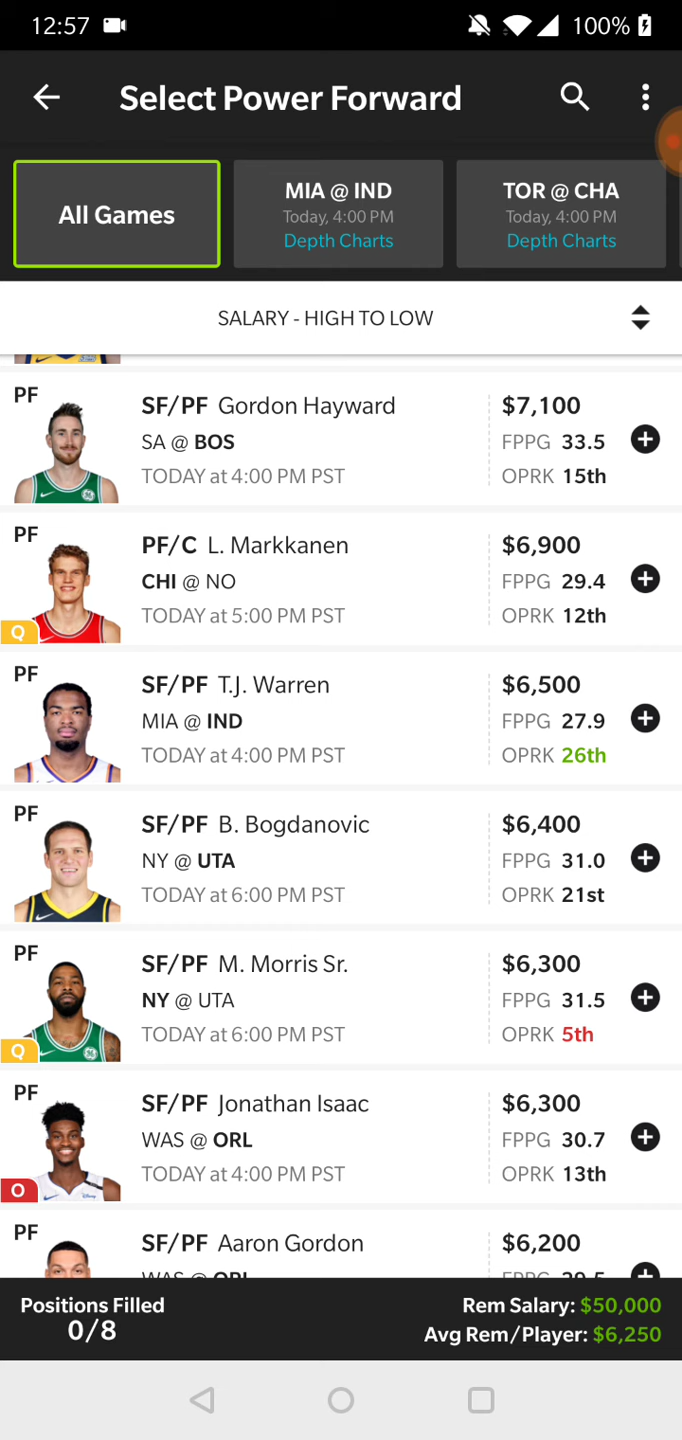 12:57
100%
Select Power Forward
All Games
MIA @ IND
Today, 4:00 PM
Depth Charts
TOR @ CHA
Today, 4:00 PM
Depth Charts
SALARY - HIGH TO LOW
PF
SF/PF Gordon Hayward
SA @ BOS
TODAY at 4:00 PM PST
$7,100
FPPG 33.5
OPRK 15th
PF
Q
PF/C L. Markkanen
CHI @ NO
TODAY at 5:00 PM PST
$6,900
FPPG 29.4
OPRK 12th
PF
SF/PF T.J. Warren
MIA @ IND
TODAY at 4:00 PM PST
$6,500
FPPG 27.9
OPRK 26th
PF
SF/PF B. Bogdanovic
NY @ UTA
TODAY at 6:00 PM PST
$6,400
FPPG 31.0
OPRK 21st
PF
Q
SF/PF M. Morris Sr.
NY @ UTA
TODAY at 6:00 PM PST
$6,300
FPPG 31.5
OPRK 5th
PF
O
SF/PF Jonathan Isaac
WAS @ ORL
TODAY at 4:00 PM PST
$6,300
FPPG 30.7
OPRK 13th
PF
SF/PF Aaron Gordon
WAS @ ORL
$6,200
FPPG 29.5
Positions Filled
0/8
Rem Salary: $50,000
Avg Rem/Player: $6,250